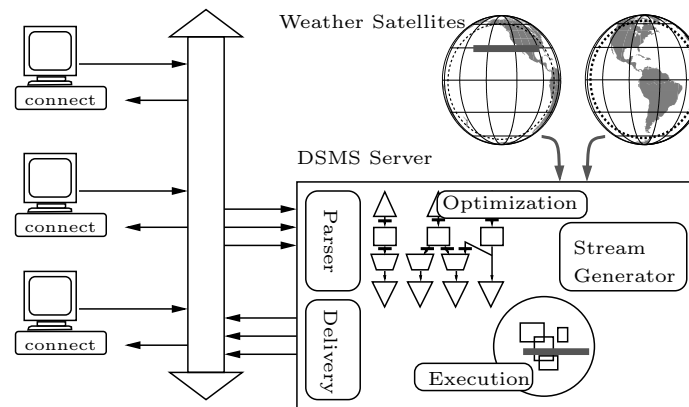 Weather Satellites
connect
DSMS Server
connect
Parser
Optimization
Stream
Generator
connect
Delivery
Execution